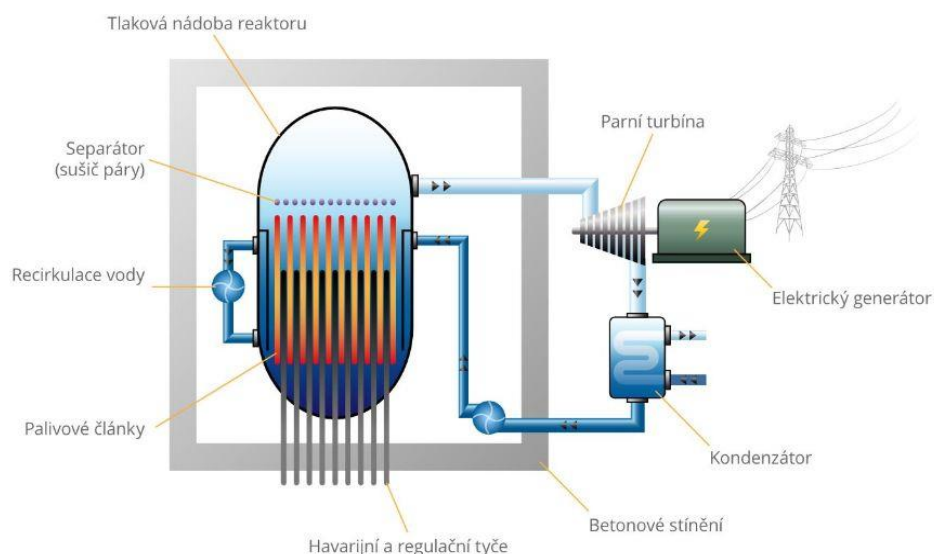 Tlaková nádoba reaktoru
Separátor
(sušič páry)
Parní turbína
Recirkulace vody
Elektrický generátor
Palivové články
Kondenzátor
Betonové stínění
Havarijní a regulační tyče